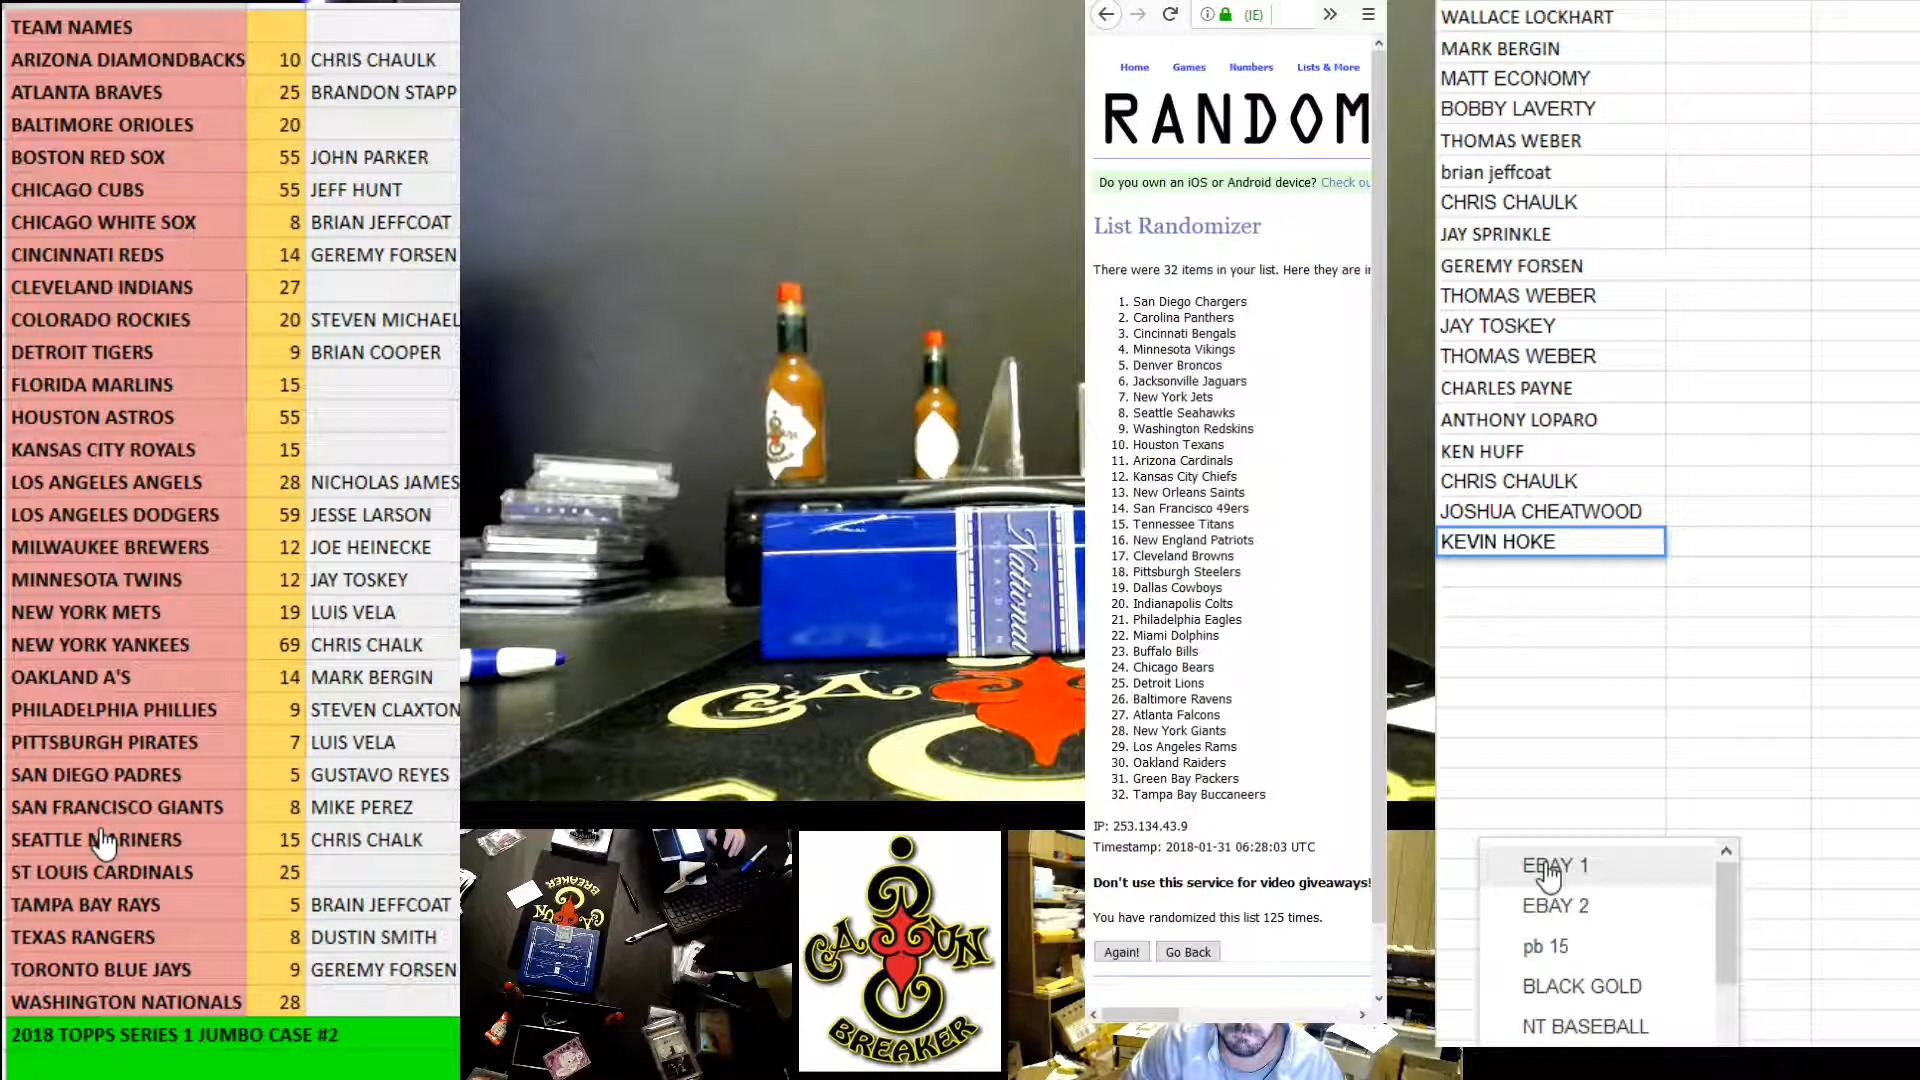 TEAM NAMES
ARIZONA DIAMONDBACKS 10 CHRIS CHAULK
ATLANTA BRAVES 25 BRANDON STAPP
BALTIMORE ORIOLES 20
BOSTON RED SOX 55 JOHN PARKER
CHICAGO CUBS 55 JEFF HUNT
CHICAGO WHITE SOX 8 BRIAN JEFFCOAT
CINCINNATI REDS 14 GEREMY FORSEN
CLEVELAND INDIANS 27
COLORADO ROCKIES 20 STEVEN MICHAEL
DETROIT TIGERS 9 BRIAN COOPER
FLORIDA MARLINS 15
HOUSTON ASTROS 55
KANSAS CITY ROYALS 15
LOS ANGELES ANGELS 28 NICHOLAS JAMES
LOS ANGELES DODGERS 59 JESSE LARSON
MILWAUKEE BREWERS 12 JOE HEINECKE
MINNESOTA TWINS 12 JAY TOSKEY
NEW YORK METS 19 LUIS VELA
NEW YORK YANKEES 69 CHRIS CHALK
OAKLAND A'S 14 MARK BERGIN
PHILADELPHIA PHILLIES 9 STEVEN CLAXTON
PITTSBURGH PIRATES 7 LUIS VELA
SAN DIEGO PADRES 5 GUSTAVO REYES
SAN FRANCISCO GIANTS 8 MIKE PEREZ
SEATTLE MARINERS 15 CHRIS CHALK
ST LOUIS CARDINALS 25
TAMPA BAY RAYS 5 BRAIN JEFFCOAT
TEXAS RANGERS 8 DUSTIN SMITH
TORONTO BLUE JAYS 9 GEREMY FORSEN
WASHINGTON NATIONALS 28
2018 TOPPS SERIES 1 JUMBO CASE #2
National
CA
CAJUN
BREAKER
BREAKER
(IE)
Home Games Numbers Lists & More
RANDOM
Do you own an iOS or Android device? Check ou
List Randomizer
There were 32 items in your list. Here they are i
1. San Diego Chargers
2. Carolina Panthers
3. Cincinnati Bengals
4. Minnesota Vikings
5. Denver Broncos
6. Jacksonville Jaguars
7. New York Jets
8. Seattle Seahawks
9. Washington Redskins
10. Houston Texans
11. Arizona Cardinals
12. Kansas City Chiefs
13. New Orleans Saints
14. San Francisco 49ers
15. Tennessee Titans
16. New England Patriots
17. Cleveland Browns
18. Pittsburgh Steelers
19. Dallas Cowboys
20. Indianapolis Colts
21. Philadelphia Eagles
22. Miami Dolphins
23. Buffalo Bills
24. Chicago Bears
25. Detroit Lions
26. Baltimore Ravens
27. Atlanta Falcons
28. New York Giants
29. Los Angeles Rams
30. Oakland Raiders
31. Green Bay Packers
32. Tampa Bay Buccaneers
IP: 253.134.43.9
Timestamp: 2018-01-31 06:28:03 UTC
Don't use this service for video giveaways!
You have randomized this list 125 times.
Again! Go Back
WALLACE LOCKHART
MARK BERGIN
MATT ECONOMY
BOBBY LAVERTY
THOMAS WEBER
brian jeffcoat
CHRIS CHAULK
JAY SPRINKLE
GEREMY FORSEN
THOMAS WEBER
JAY TOSKEY
THOMAS WEBER
CHARLES PAYNE
ANTHONY LOPARO
KEN HUFF
CHRIS CHAULK
JOSHUA CHEATWOOD
KEVIN HOKE
EBAY 1
EBAY 2
pb 15
BLACK GOLD
NT BASEBALL